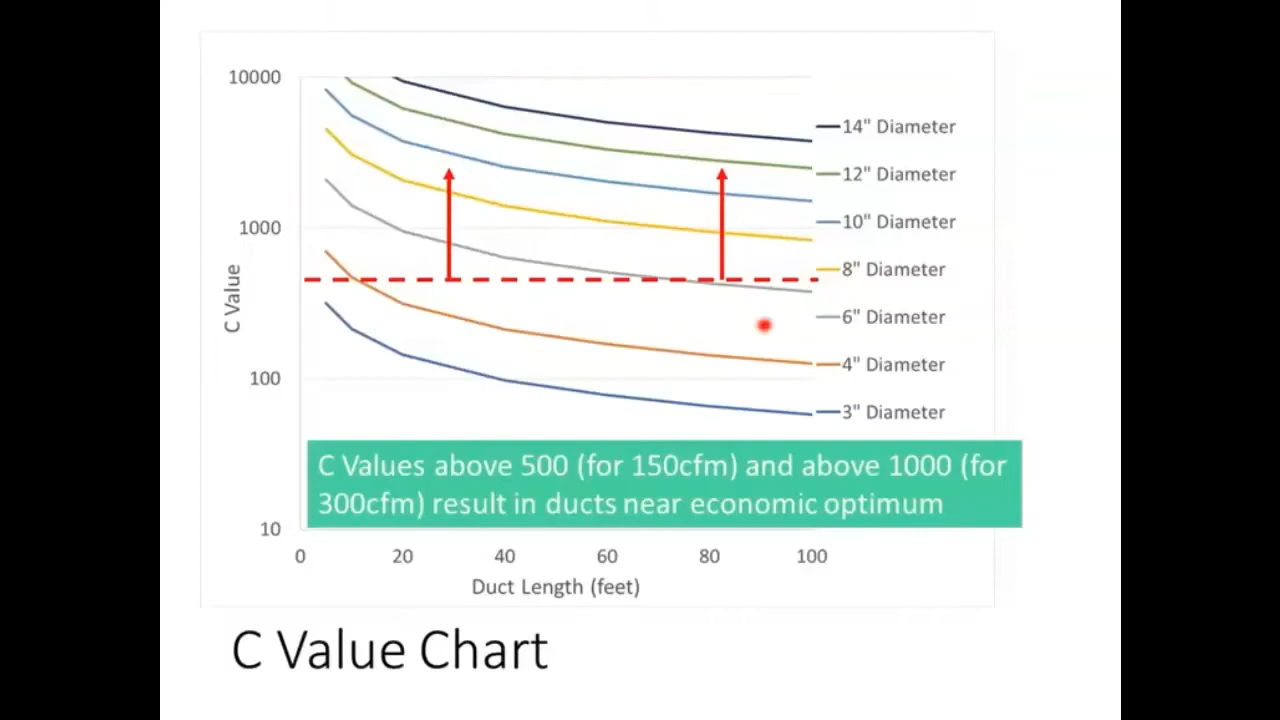 10000
1000
100
10
C Value
0 20 40 60 80 100
Duct Length (feet)
14" Diameter
12" Diameter
10" Diameter
8" Diameter
6" Diameter
4" Diameter
3" Diameter
C Values above 500 (for 150cfm) and above 1000 (for
300cfm) result in ducts near economic optimum
C Value Chart